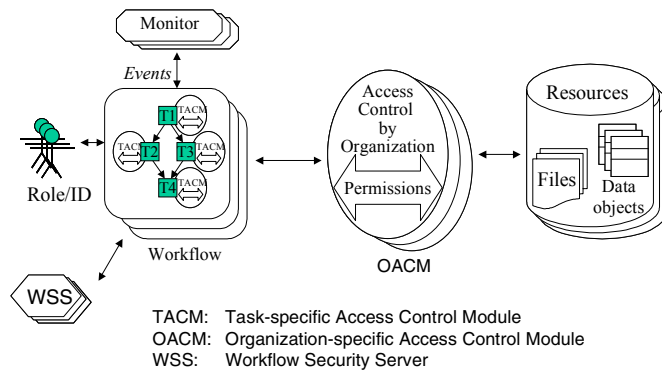 Monitor
Events
TACM
T1
TACM
T2
T3
TACM
T4
TACM
Role/ID
Workflow
WSS
Access
Control
by
Organization
Permissions
OACM
Resources
Files
Data
objects
TACM: Task-specific Access Control Module
OACM: Organization-specific Access Control Module
WSS: Workflow Security Server